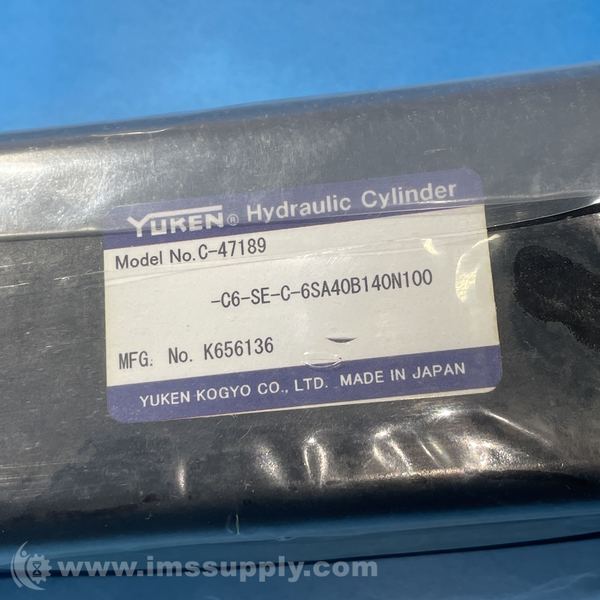 YUKEN® Hydraulic Cylinder
Model No.C-47189
-C6-SE-C-6SA40B140N100
MFG. No. K656136
YUKEN KOGYO CO., LTD. MADE IN JAPAN
www.imssupply.com